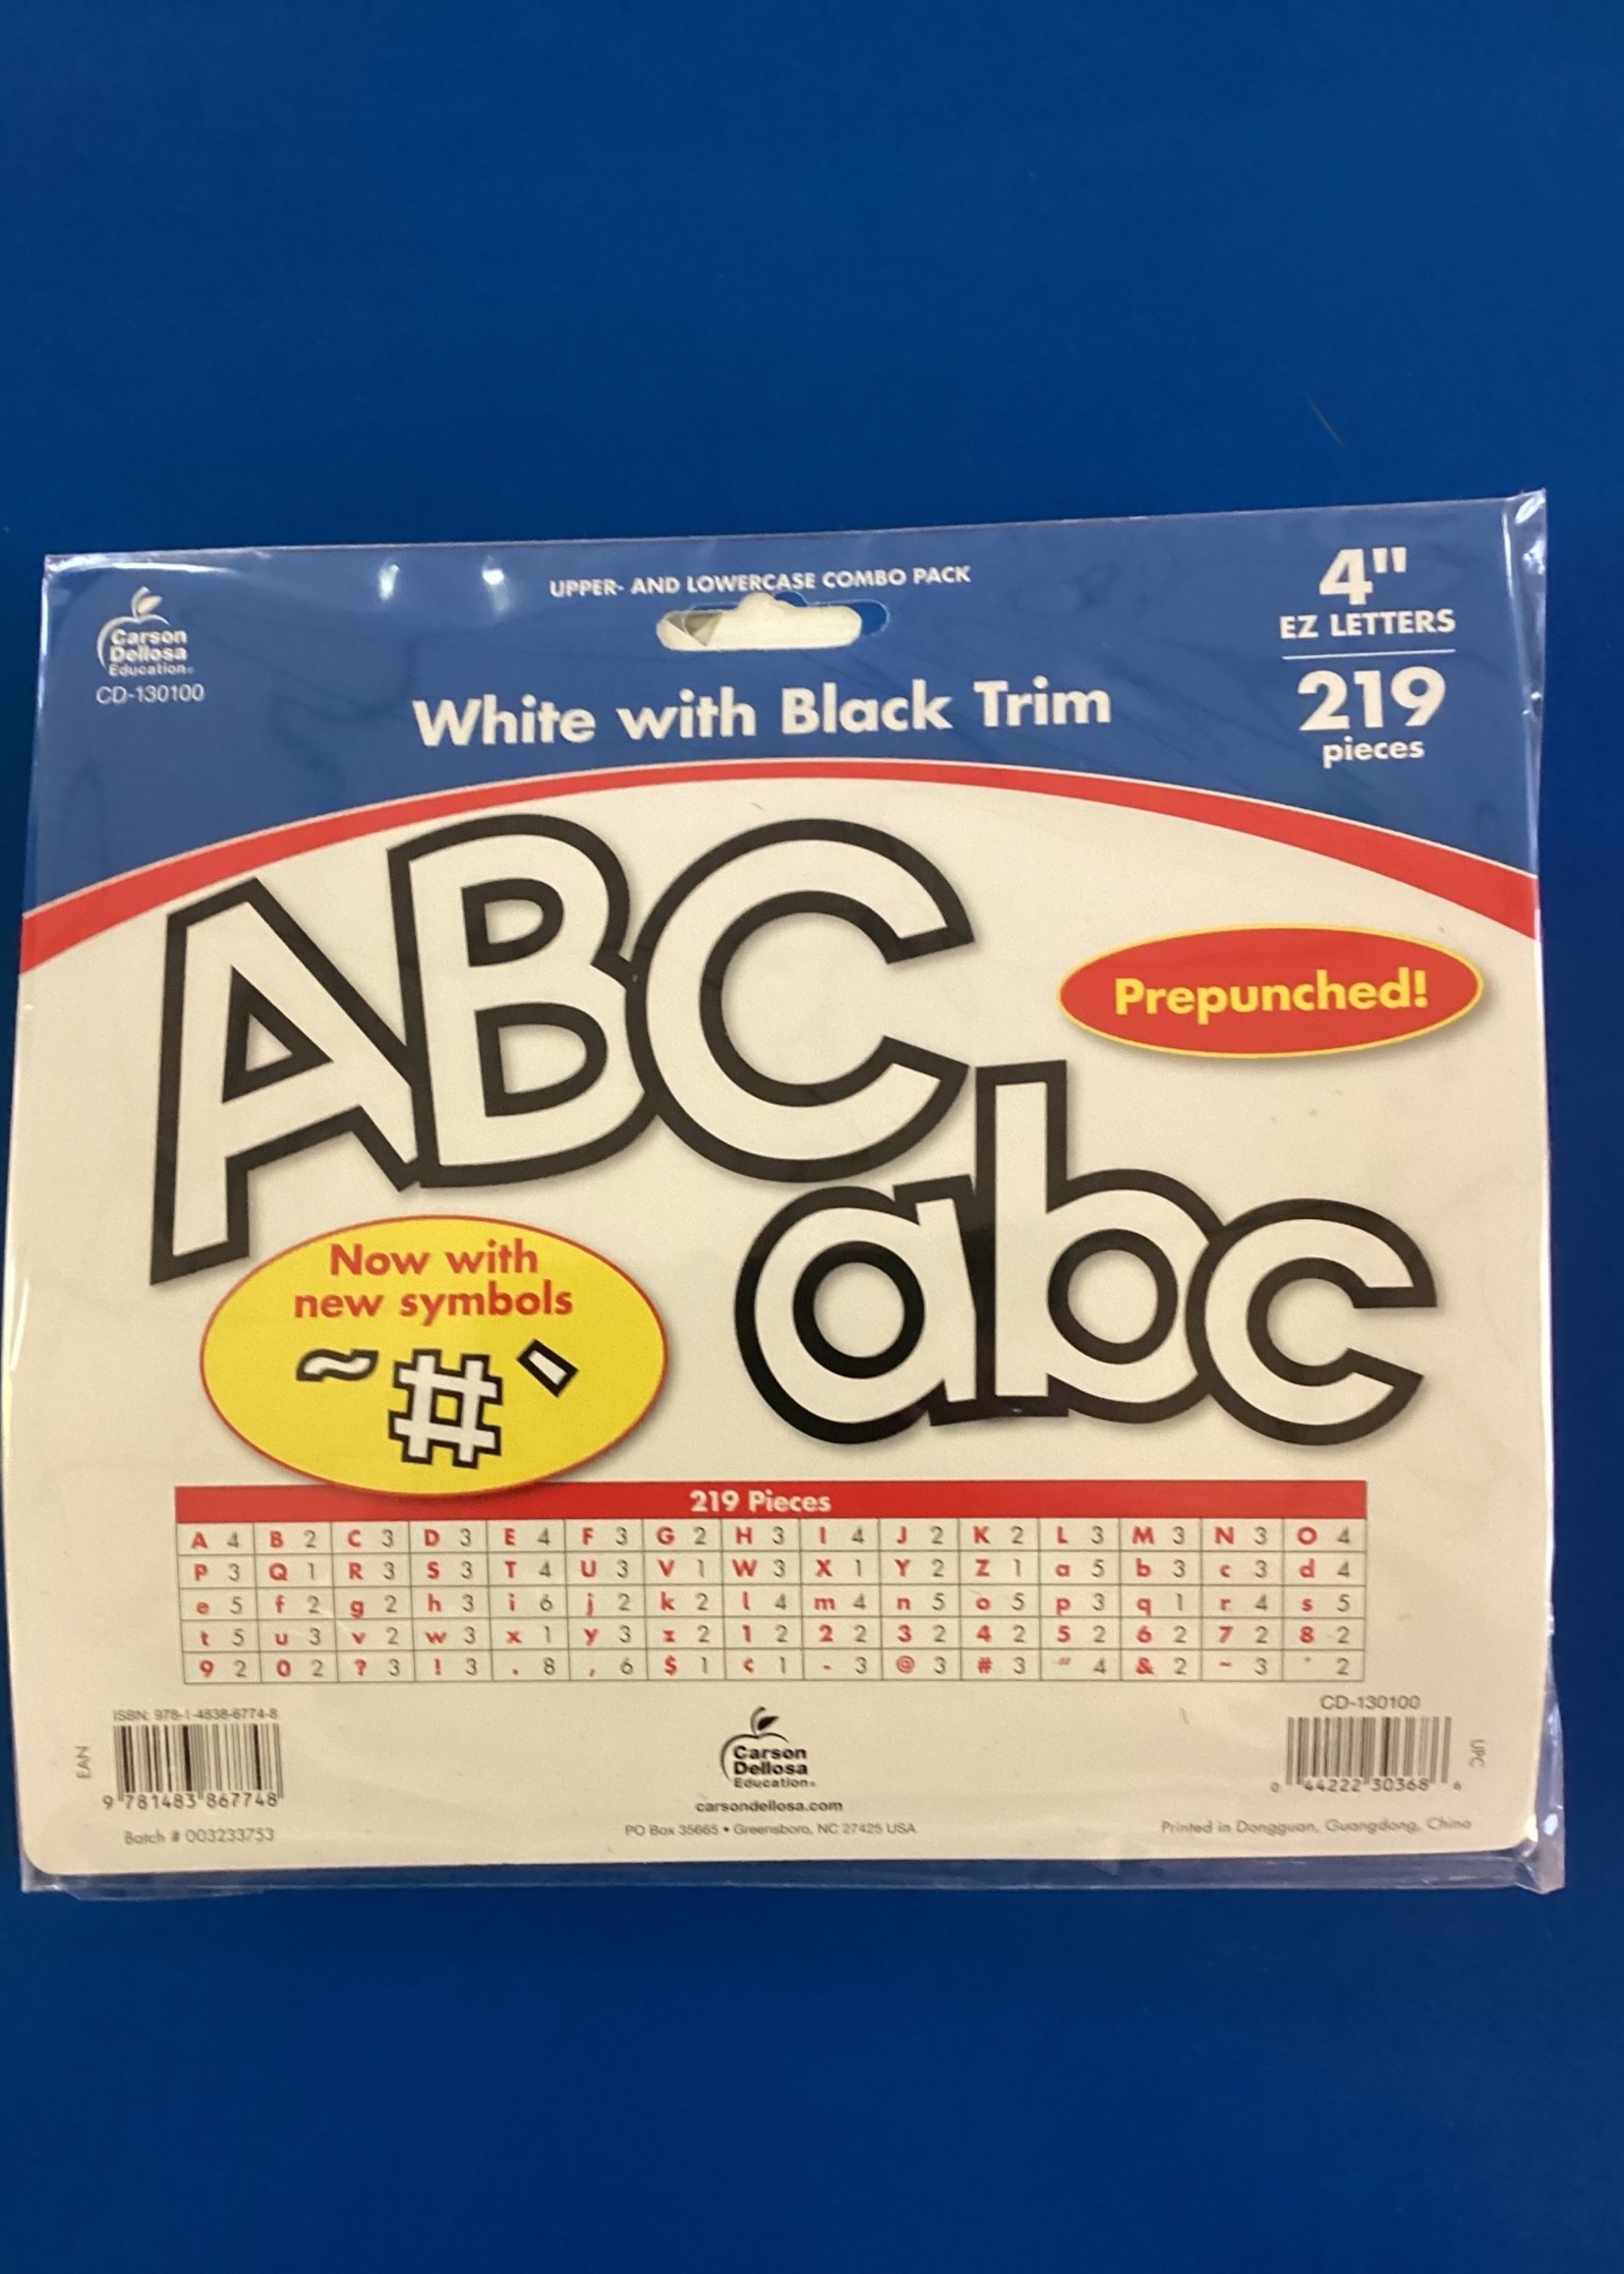 UPPER- AND LOWERCASE COMBO PACK
4"
EZ LETTERS
219
pieces
Carson
Dellosa
Education
CD-130100
White with Black Trim
ABC
Prepunched!
abc
Now with
new symbols
~ # '
219 Pieces
A 4 B 2 C 3 D 3 E 4 F 3 G 2 H 3 I 4 J 2 K 2 L 3 M 3 N 3 O 4
P 3 Q 1 R 3 S 3 T 4 U 3 V 1 W 3 X 1 Y 2 Z 1 a 5 b 3 c 3 d 4
e 5 f 2 g 2 h 3 i 6 j 2 k 2 l 4 m 4 n 5 o 5 p 3 q 1 r 4 s 5
t 5 u 3 v 2 w 3 x 1 y 3 z 2 1 2 2 2 3 2 4 2 5 2 6 2 7 2 8 2
9 2 0 2 ? 3 ! 3 . 8 , 6 $ 1 ¢ 1 - 3 @ 3 # 3 " 4 & 2 ~ 3 ' 2
ISBN: 978-1-4838-6774-8
EAN
9 781483 867748
Batch # 003233753
Carson
Dellosa
Education
carsondellosa.com
PO Box 35665 • Greensboro, NC 27425 USA
CD-130100
UPC
0 44222 30368 6
Printed in Dongguan, Guangdong, China